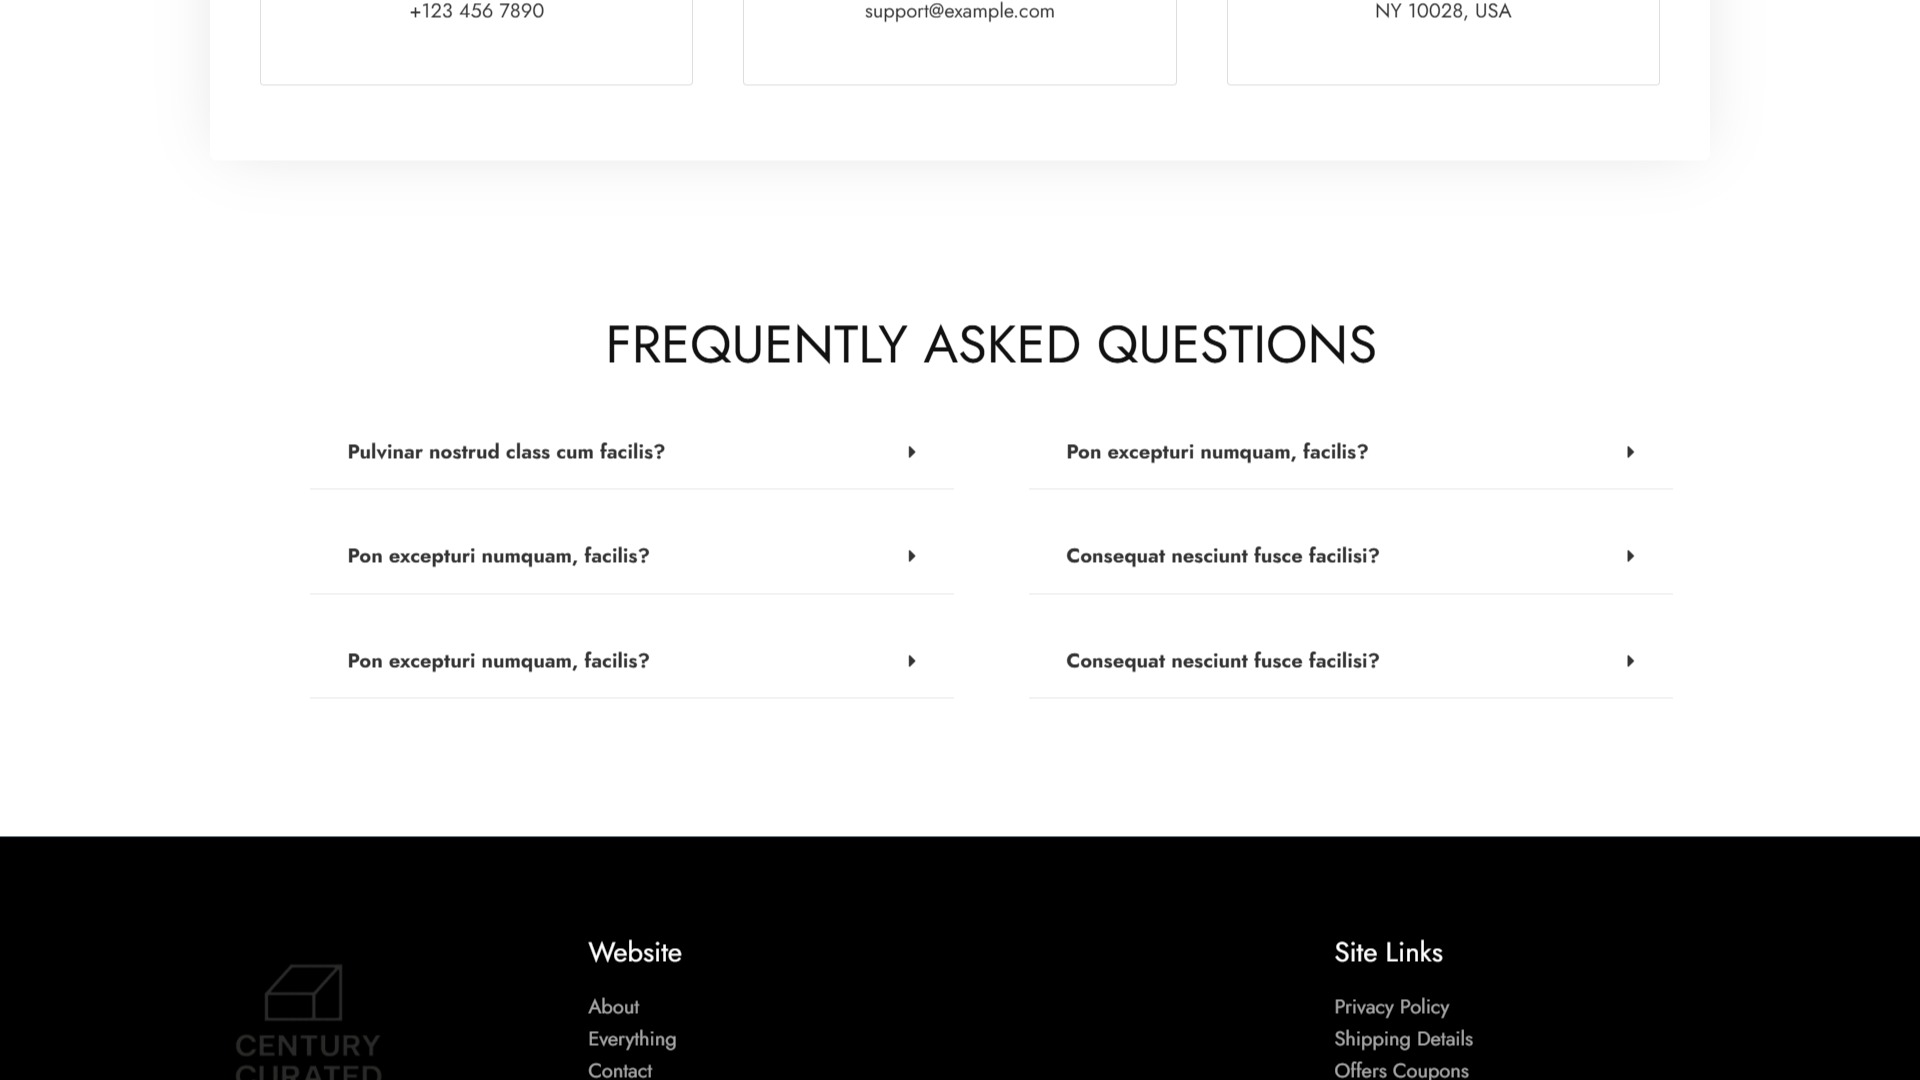 +123 456 7890
support@example.com
NY 10028, USA
FREQUENTLY ASKED QUESTIONS
Pulvinar nostrud class cum facilis?
Pon excepturi numquam, facilis?
Pon excepturi numquam, facilis?
Pon excepturi numquam, facilis?
Consequat nesciunt fusce facilisi?
Consequat nesciunt fusce facilisi?
CENTURY
CURATED
Website
About
Everything
Contact
Site Links
Privacy Policy
Shipping Details
Offers Coupons